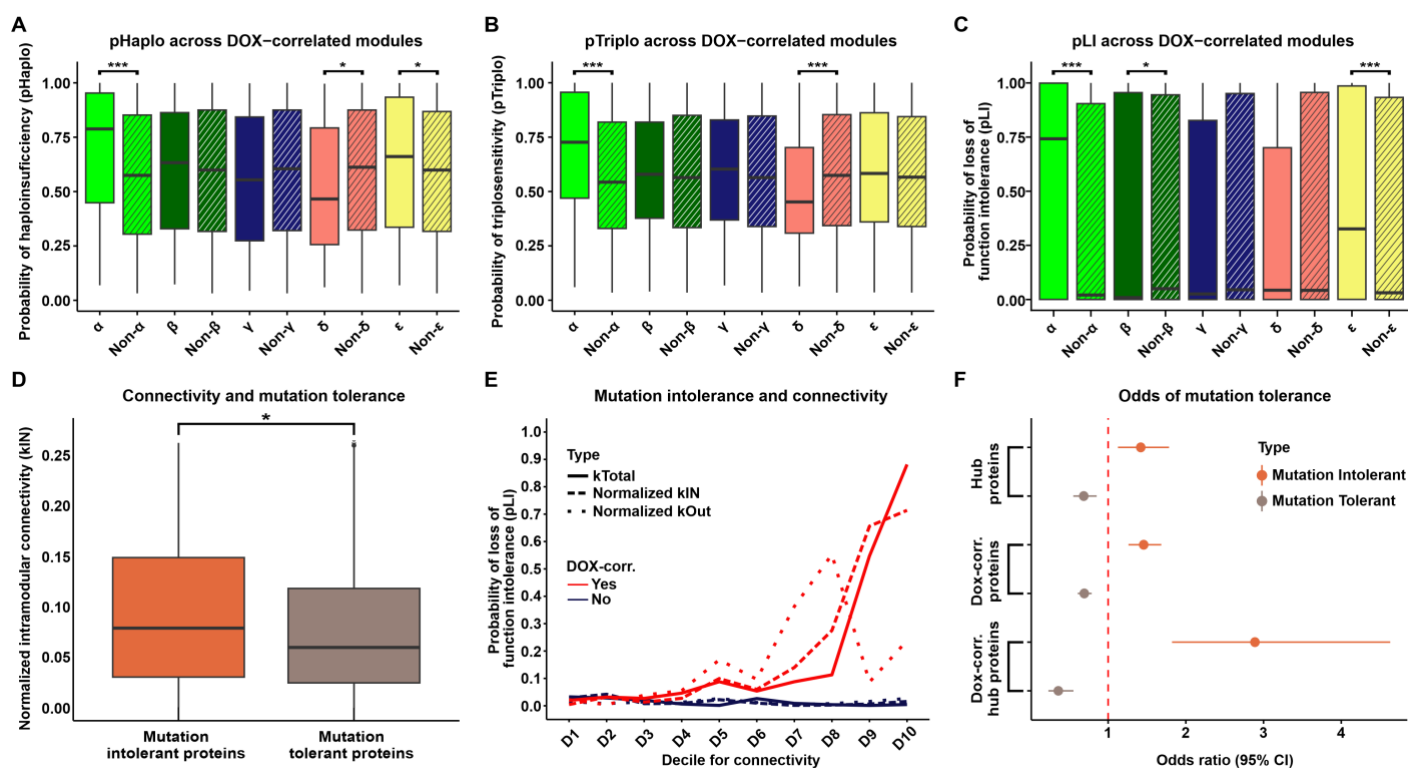 A
pHaplo across DOX−correlated modules
Probability of haploinsuficciency (pHaplo)
1.00
0.75
0.50
0.25
0.00
***
*
*
α
Non-α
β
Non-β
γ
Non-γ
δ
Non-δ
ε
Non-ε
B
pTriplo across DOX−correlated modules
Probability of triplosensitivity (pTriplo)
1.00
0.75
0.50
0.25
0.00
***
***
α
Non-α
β
Non-β
γ
Non-γ
δ
Non-δ
ε
Non-ε
C
pLI across DOX−correlated modules
Probability of loss of
function intolerance (pLI)
1.00
0.75
0.50
0.25
0.00
***
*
***
α
Non-α
β
Non-β
γ
Non-γ
δ
Non-δ
ε
Non-ε
D
Connectivity and mutation tolerance
Normalized intramodular connectivity (kIN)
0.25
0.20
0.15
0.10
0.05
0.00
*
Mutation
intolerant proteins
Mutation
tolerant proteins
E
Mutation intolerance and connectivity
Probability of loss of
function intolerance (pLI)
1.0
0.9
0.8
0.7
0.6
0.5
0.4
0.3
0.2
0.1
0.0
Type
kTotal
Normalized kIN
Normalized kOut
DOX-corr.
Yes
No
D1
D2
D3
D4
D5
D6
D7
D8
D9
D10
Decile for connectivity
F
Odds of mutation tolerance
Hub
proteins
Dox-corr.
proteins
Dox-corr.
hub proteins
Type
Mutation Intolerant
Mutation Tolerant
1
2
3
4
Odds ratio (95% CI)